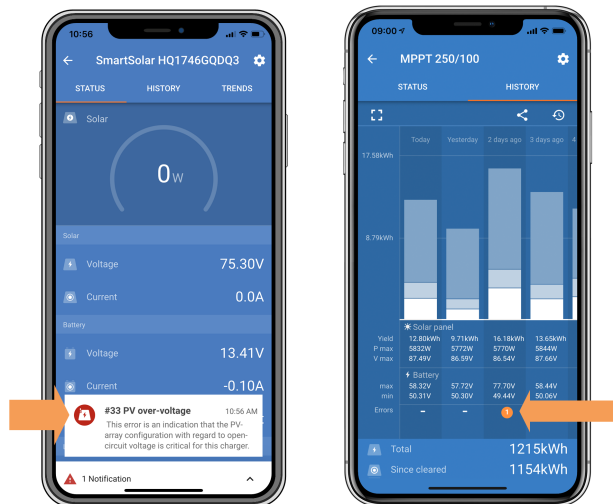 10:56
SmartSolar HQ1746GQDQ3
STATUS HISTORY TRENDS
Solar
0W
Solar
Voltage 75.30V
Current 0.0A
Battery
Voltage 13.41V
Current -0.10A
#33 PV over-voltage 10:56 AM
This error is an indication that the PV-
array configuration with regard to open-
circuit voltage is critical for this charger.
1 Notification
09:00
MPPT 250/100
STATUS HISTORY
Today Yesterday 2 days ago 3 days ago 4
17.58kWh
8.79kWh
Solar panel
Yield 12.80kWh 9.71kWh 16.18kWh 13.65kWh
P max 5832W 5772W 5770W 5844W
V max 87.49V 86.59V 86.54V 87.66V
Battery
max 58.32V 57.72V 77.70V 58.44V
min 50.31V 50.30V 49.44V 50.06V
Errors - - 1
Total 1215kWh
Since cleared 1154kWh